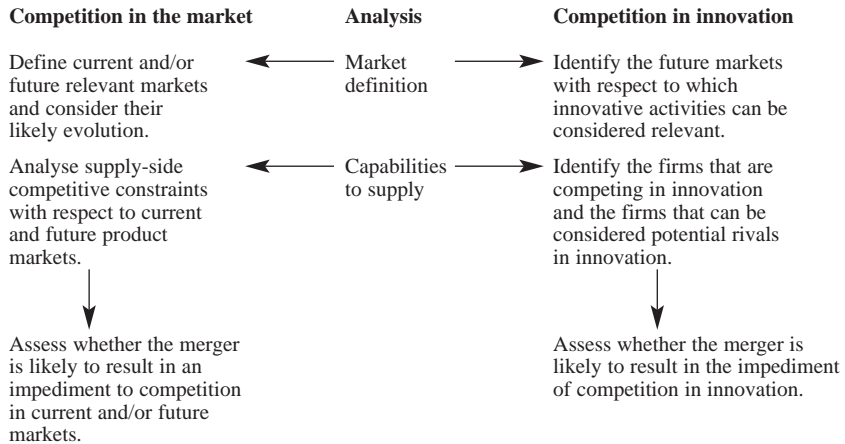 Competition in the market
Analysis
Competition in innovation
Define current and/or
future relevant markets
and consider their
likely evolution.
Market
definition
Identify the future markets
with respect to which
innovative activities can be
considered relevant.
Analyse supply-side
competitive constraints
with respect to current
and future product
markets.
Capabilities
to supply
Identify the firms that are
competing in innovation
and the firms that can be
considered potential rivals
in innovation.
Assess whether the merger
is likely to result in an
impediment to competition
in current and/or future
markets.
Assess whether the merger is
likely to result in the impediment
of competition in innovation.